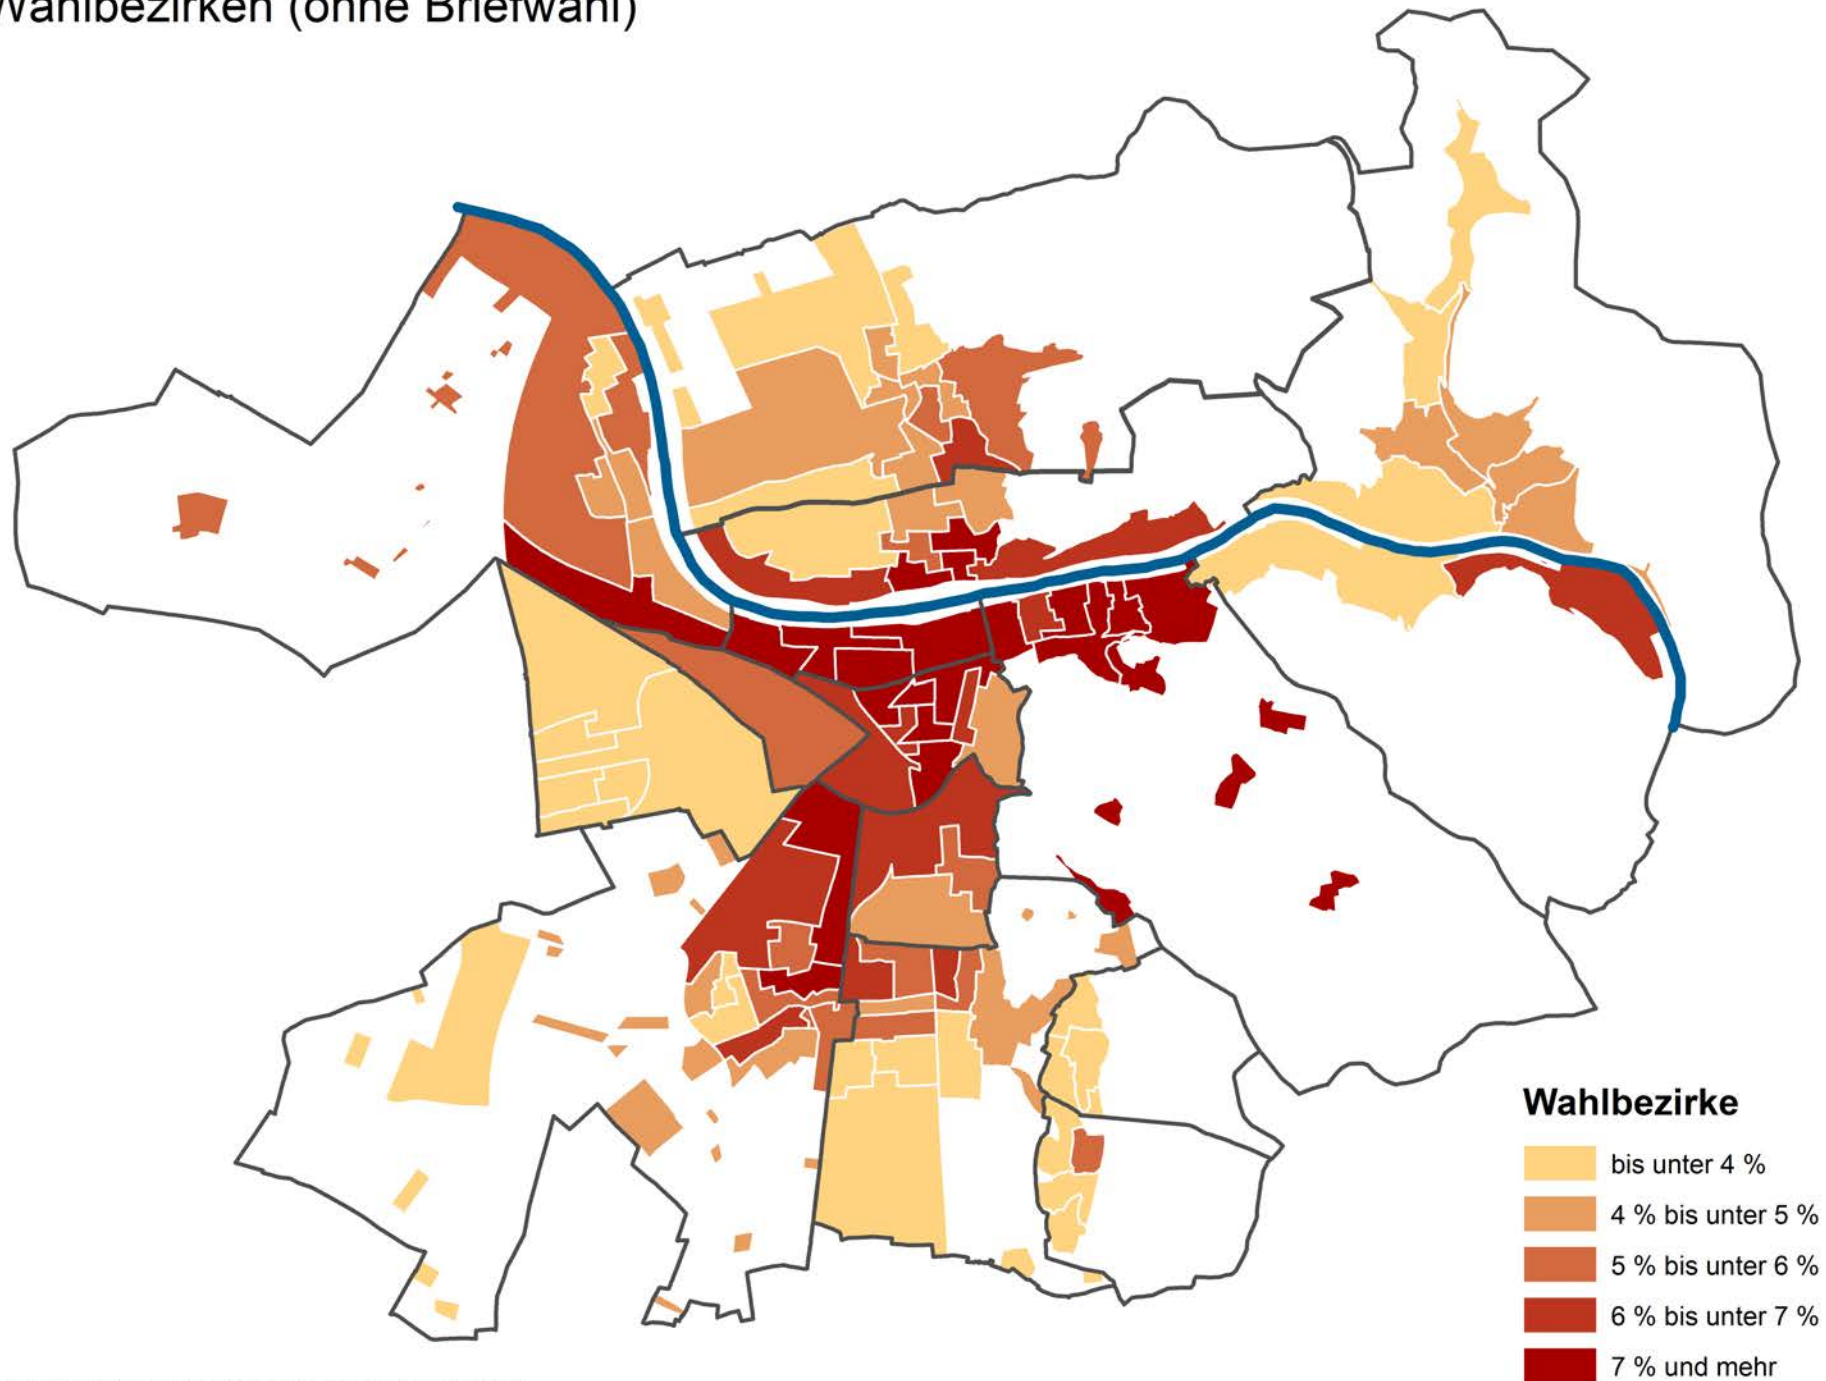 Wahlbezirken (ohne Briefwahl)
Wahlbezirke
bis unter 4 %
4 % bis unter 5 %
5 % bis unter 6 %
6 % bis unter 7 %
7 % und mehr